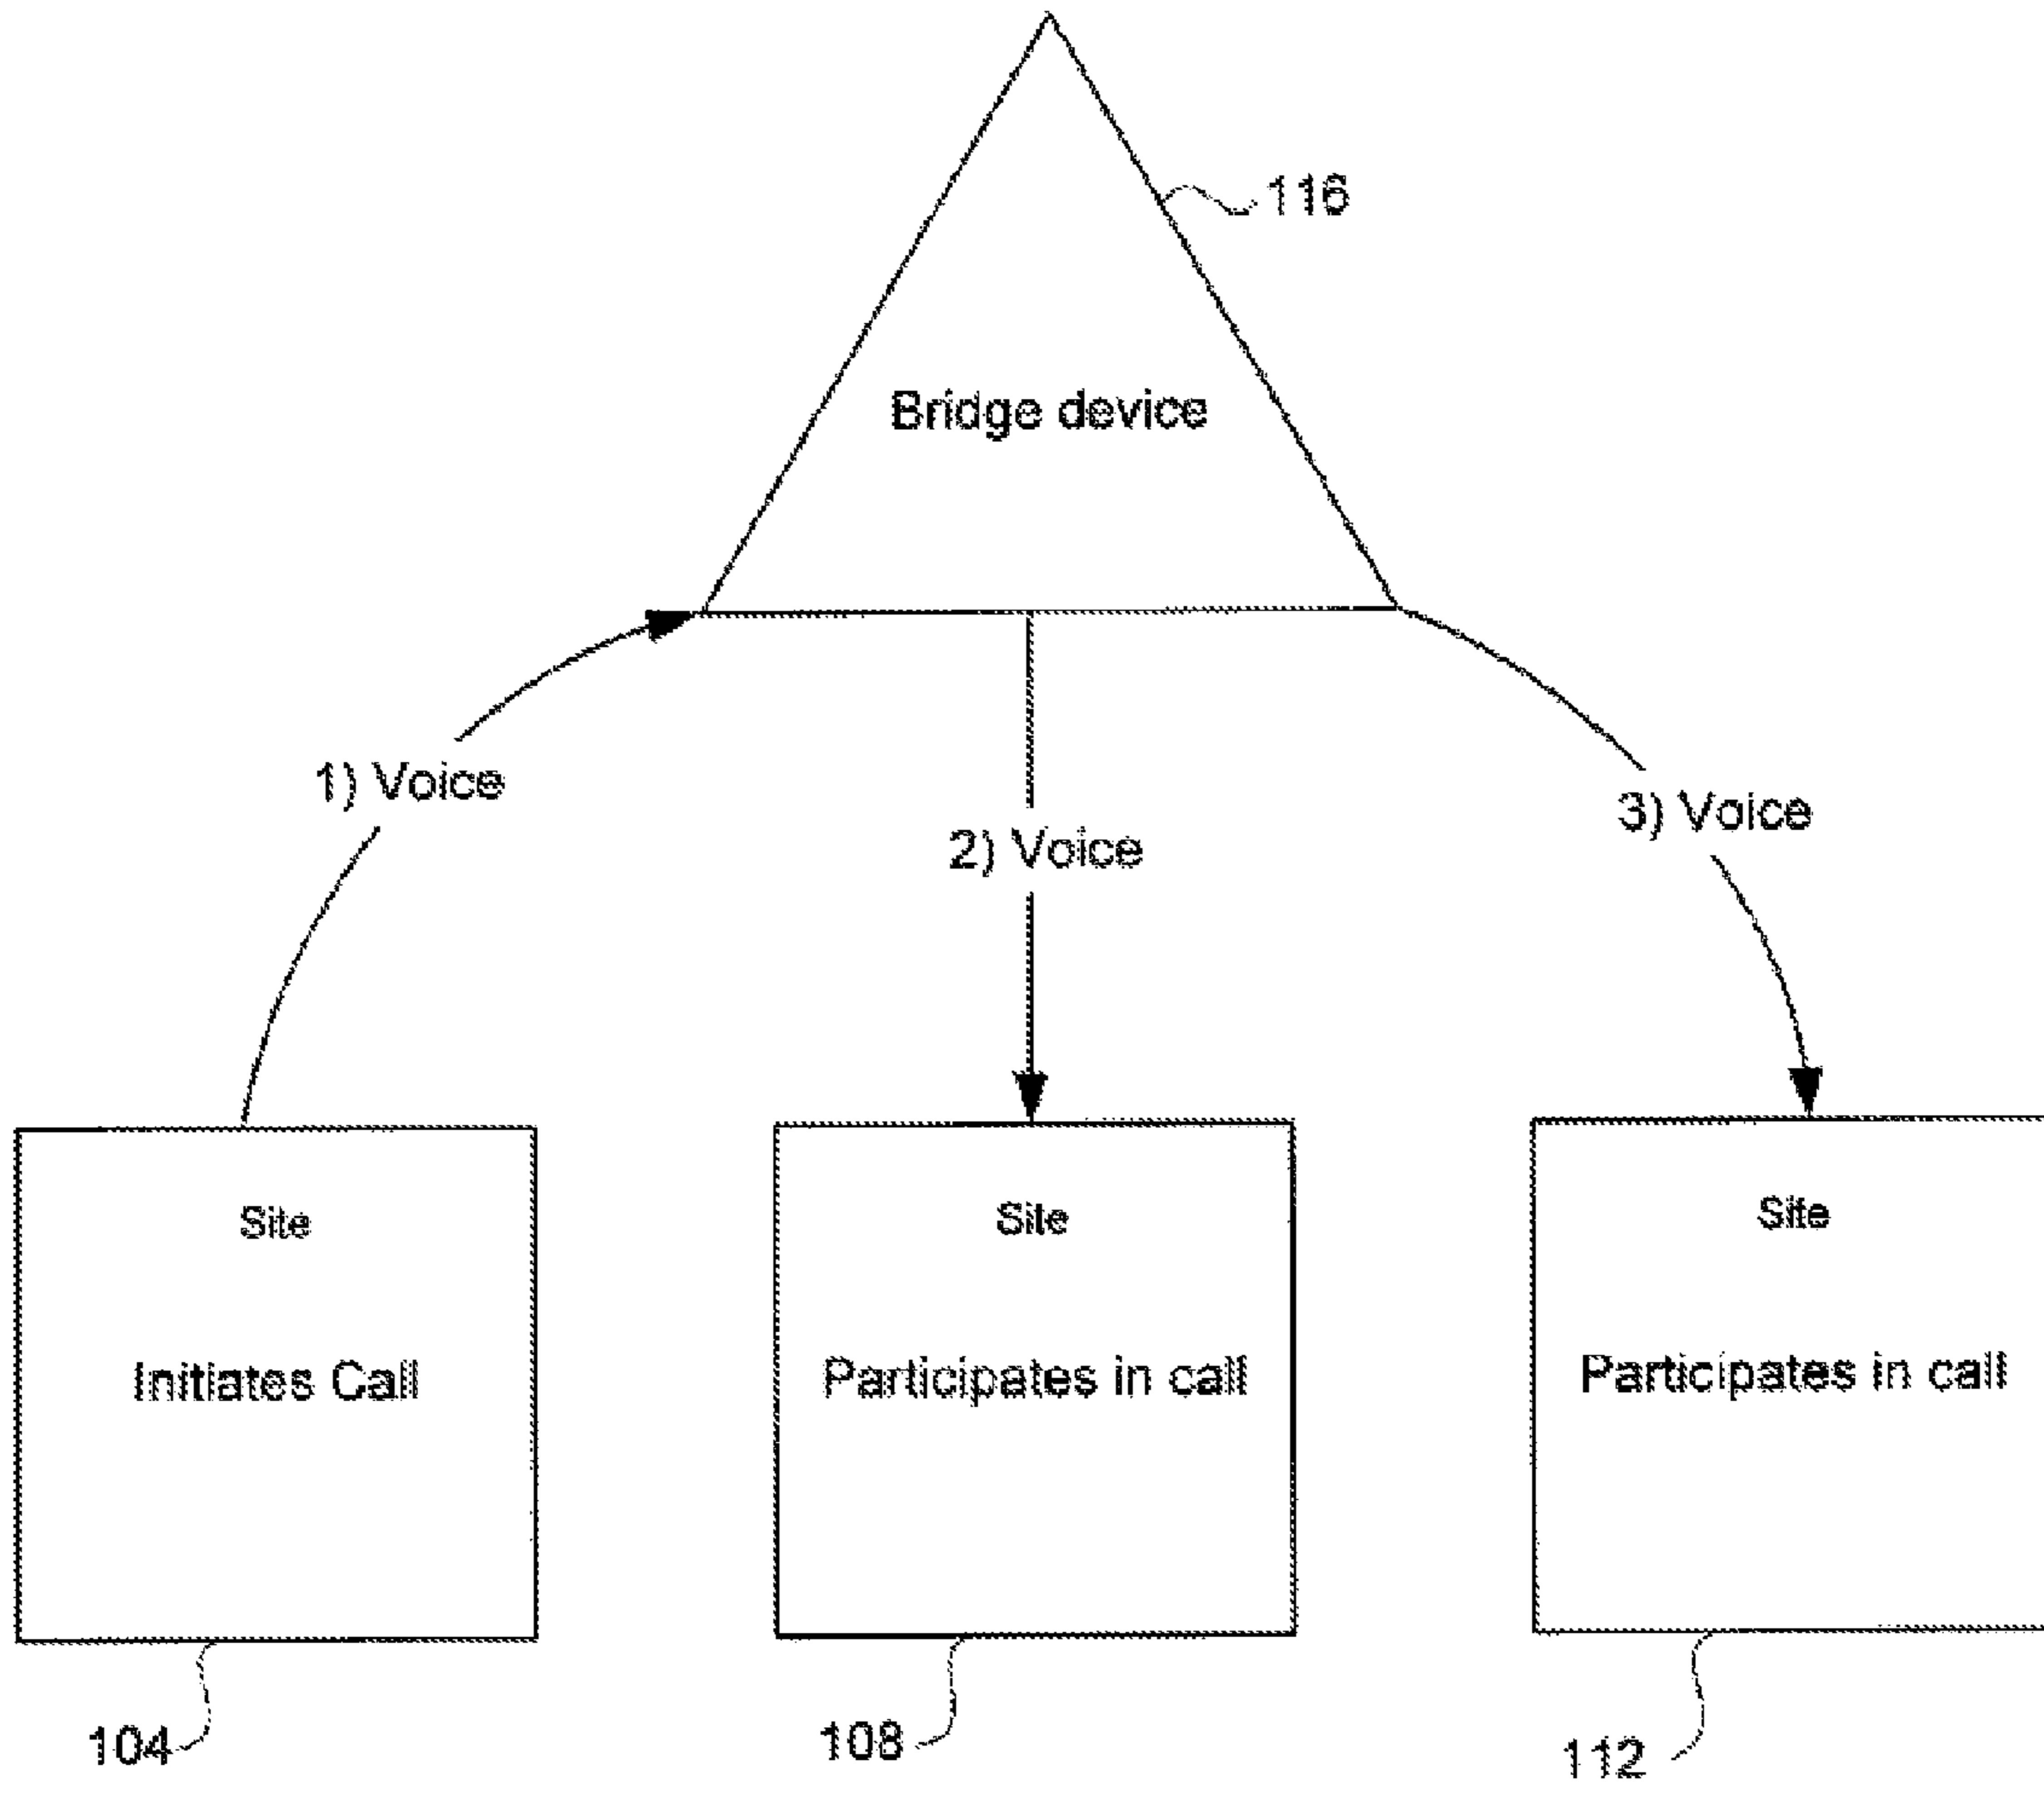 116
Bridge device
1) Voice
2) Voice
3) Voice
Site
Initiates Call
Site
Participates in call
Site
Participates in call
104
108
112